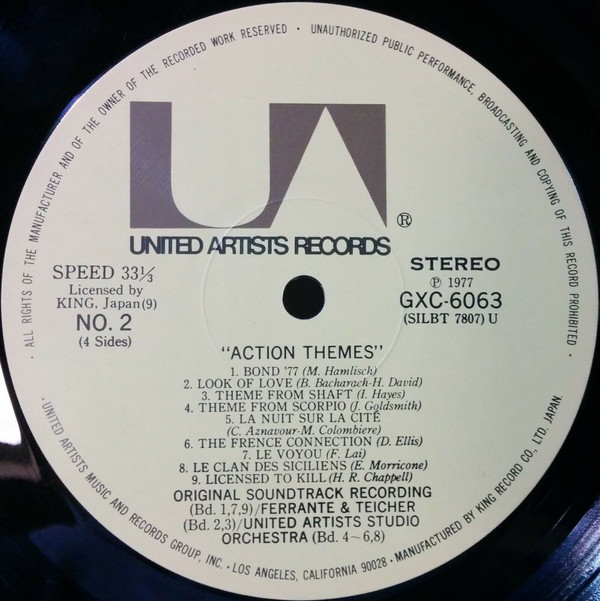 · ALL RIGHTS OF THE MANUFACTURER AND OF THE OWNER OF THE RECORDED WORK RESERVED · UNAUTHORIZED PUBLIC PERFORMANCE, BROADCASTING AND COPYING OF THIS RECORD PROHIBITED ·
UA
®
UNITED ARTISTS RECORDS
SPEED 33⅓
Licensed by
KING, Japan(9)
NO. 2
(4 Sides)
STEREO
Ⓟ 1977
GXC-6063
(SILBT 7807) U
"ACTION THEMES"
1. BOND '77 (M. Hamlisch)
2. LOOK OF LOVE (B. Bacharach-H. David)
3. THEME FROM SHAFT (I. Hayes)
4. THEME FROM SCORPIO (J. Goldsmith)
5. LA NUIT SUR LA CITÉ
(C. Aznavour-M. Colombiere)
6. THE FRENCE CONNECTION (D. Ellis)
7. LE VOYOU (F. Lai)
8. LE CLAN DES SICILIENS (E. Morricone)
9. LICENSED TO KILL (H. R. Chappell)
ORIGINAL SOUNDTRACK RECORDING
(Bd. 1,7,9)/FERRANTE & TEICHER
(Bd. 2,3)/UNITED ARTISTS STUDIO
ORCHESTRA (Bd. 4~6,8)
·UNITED ARTISTS MUSIC AND RECORDS GROUP, INC. · LOS ANGELES, CALIFORNIA 90028 · MANUFACTURED BY KING RECORD CO., LTD. JAPAN.